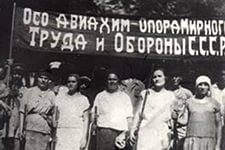 Осо АВИАХИМ-ОПОРА МИРНОГО
ТРУДА и ОБОРОНЫ С.С.С.Р.